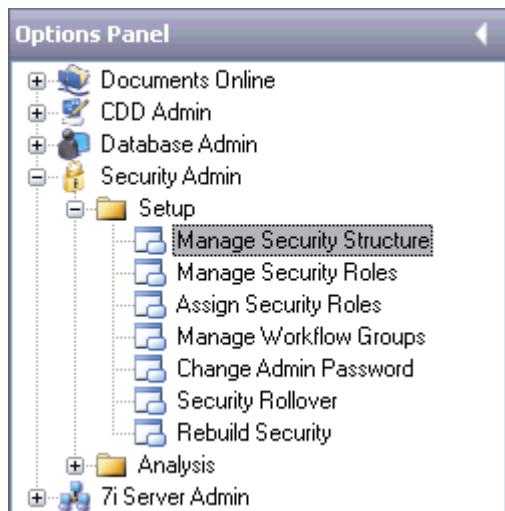 Options Panel
Documents Online
CDD Admin
Database Admin
Security Admin
Setup
Manage Security Structure
Manage Security Roles
Assign Security Roles
Manage Workflow Groups
Change Admin Password
Security Rollover
Rebuild Security
Analysis
7i Server Admin